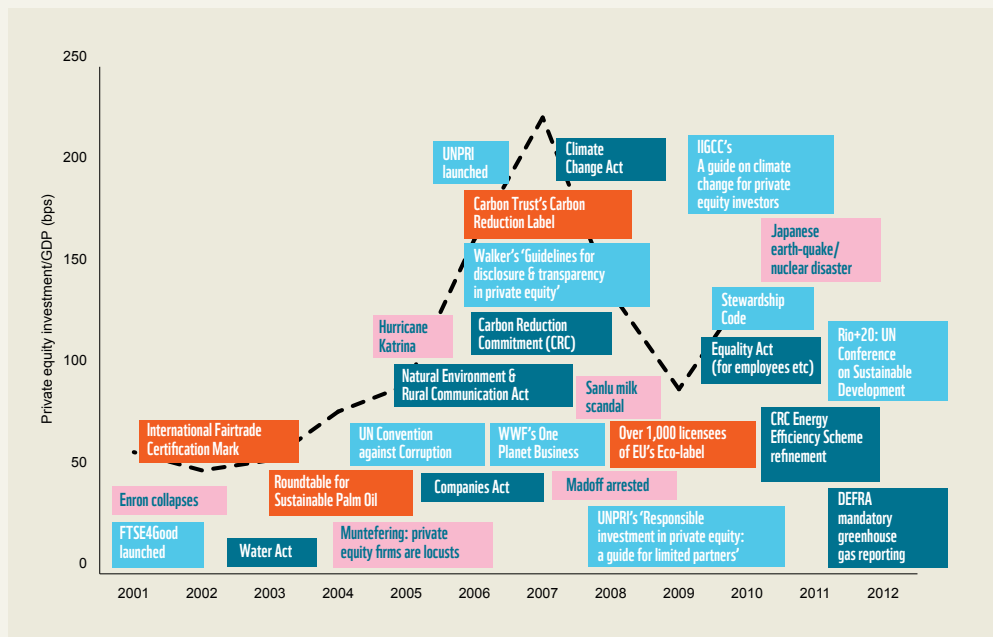 Private equity investment/GDP (bps)
250
200
150
100
50
0
UNPRI
launched
Climate
Change Act
IIGCC's
A guide on climate
change for private
equity investors
Carbon Trust's Carbon
Reduction Label
Japanese
earth-quake/
nuclear disaster
Walker's 'Guidelines for
disclosure & transparency
in private equity'
Stewardship
Code
Hurricane
Katrina
Carbon Reduction
Commitment (CRC)
Rio+20: UN
Conference
on Sustainable
Development
Equality Act
(for employees etc)
Natural Environment &
Rural Communication Act
Sanlu milk
scandal
CRC Energy
Efficiency Scheme
refinement
International Fairtrade
Certification Mark
UN Convention
against Corruption
WWF's One
Planet Business
Over 1,000 licensees
of EU's Eco-label
Roundtable for
Sustainable Palm Oil
Companies Act
Madoff arrested
Enron collapses
DEFRA
mandatory
greenhouse
gas reporting
UNPRI's 'Responsible
investment in private equity:
a guide for limited partners'
FTSE4Good
launched
Water Act
Muntefering: private
equity firms are locusts
2001 2002 2003 2004 2005 2006 2007 2008 2009 2010 2011 2012